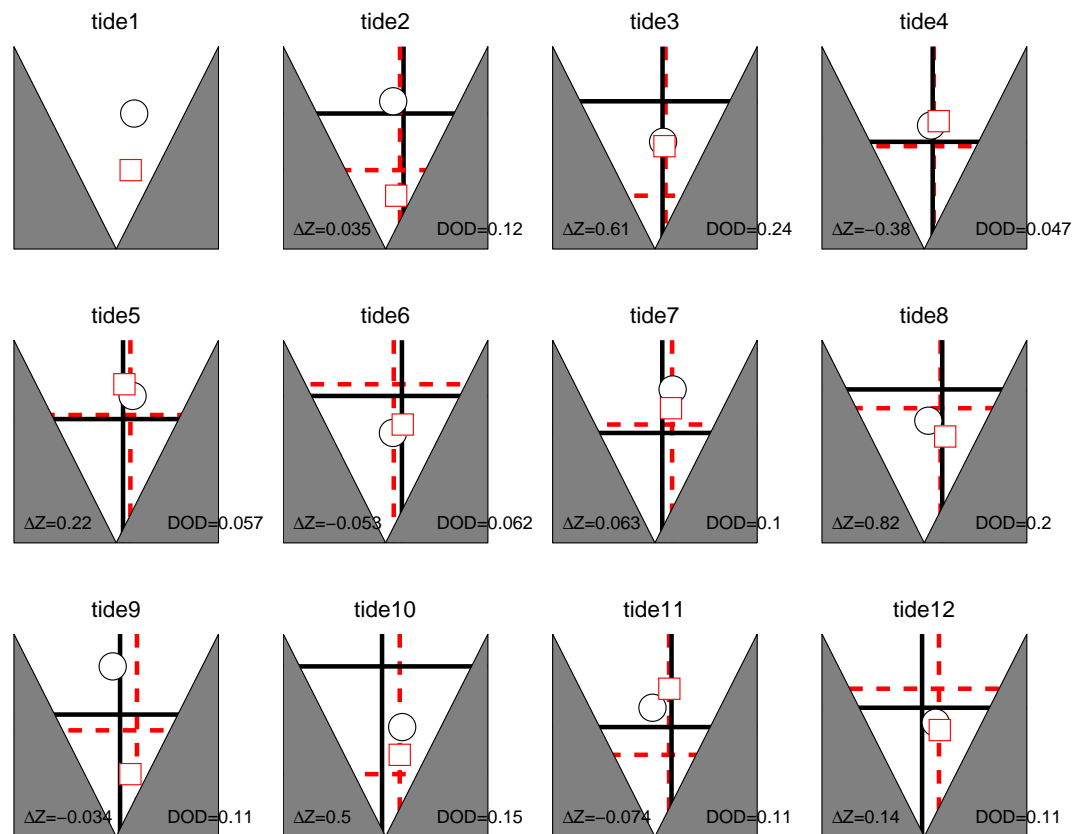 tide1 tide2 tide3 tide4
ΔZ=0.035 DOD=0.12 ΔZ=0.61 DOD=0.24 ΔZ=−0.38 DOD=0.047
tide5 tide6 tide7 tide8
ΔZ=0.22 DOD=0.057 ΔZ=−0.053 DOD=0.062 ΔZ=0.063 DOD=0.1 ΔZ=0.82 DOD=0.2
tide9 tide10 tide11 tide12
ΔZ=−0.034 DOD=0.11 ΔZ=0.5 DOD=0.15 ΔZ=−0.074 DOD=0.11 ΔZ=0.14 DOD=0.11